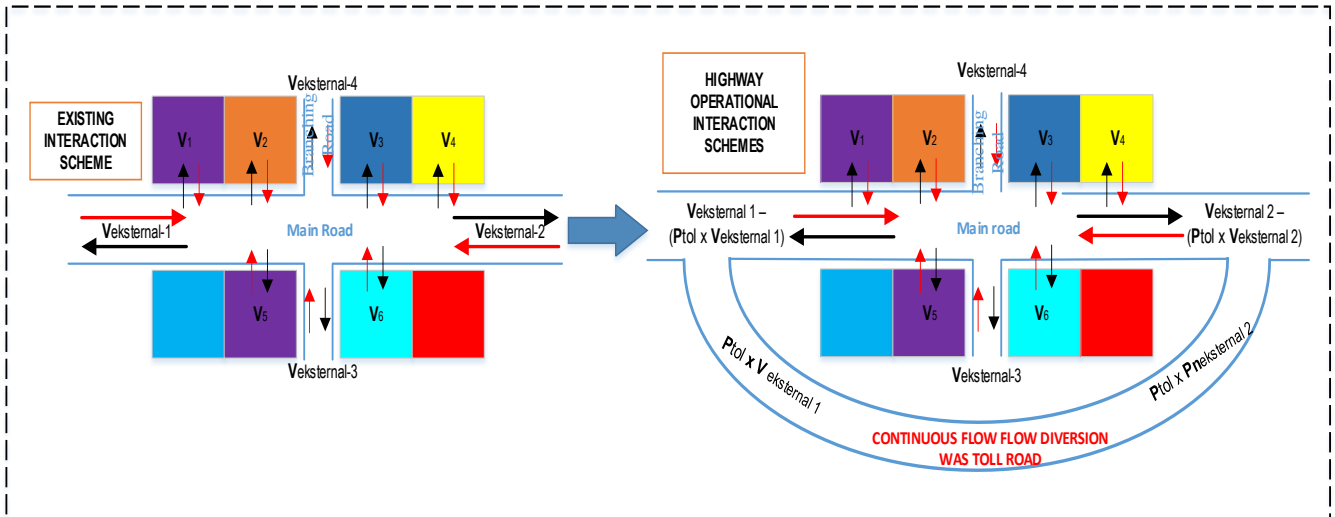 EXISTING
INTERACTION
SCHEME
Veksternal-4
V1
V2
Branching
Road
V3
V4
Veksternal-1
Main Road
Veksternal-2
V5
V6
Veksternal-3
HIGHWAY
OPERATIONAL
INTERACTION
SCHEMES
Veksternal-4
V1
V2
Branching
Road
V3
V4
Veksternal 1 –
(Ptol x Veksternal 1)
Main road
Veksternal 2 –
(Ptol x Veksternal 2)
V5
V6
Veksternal-3
Ptol x V eksternal 1
Ptol x Pneksternal 2
CONTINUOUS FLOW FLOW DIVERSION
WAS TOLL ROAD